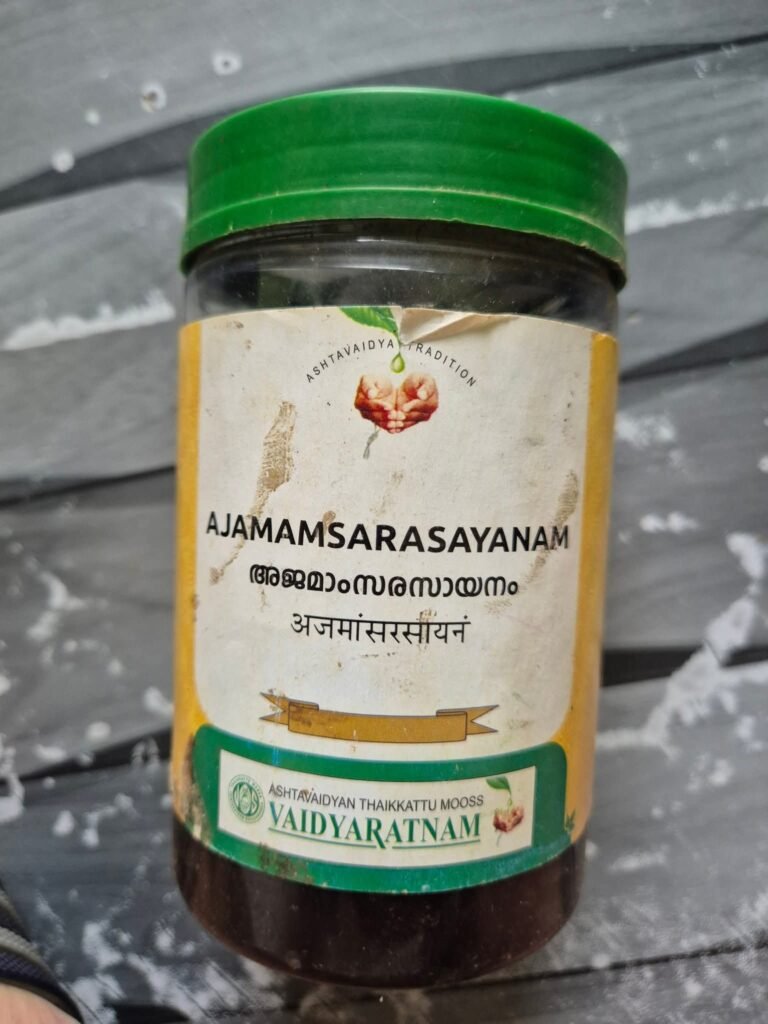 ASHTAVAIDYA TRADITION
AJAMAMSARASAYANAM
അജമാംസരസായനം
अजमांसरसायनं
ASHTAVAIDYAN THAIKKATTU MOOSS
VAIDYARATNAM